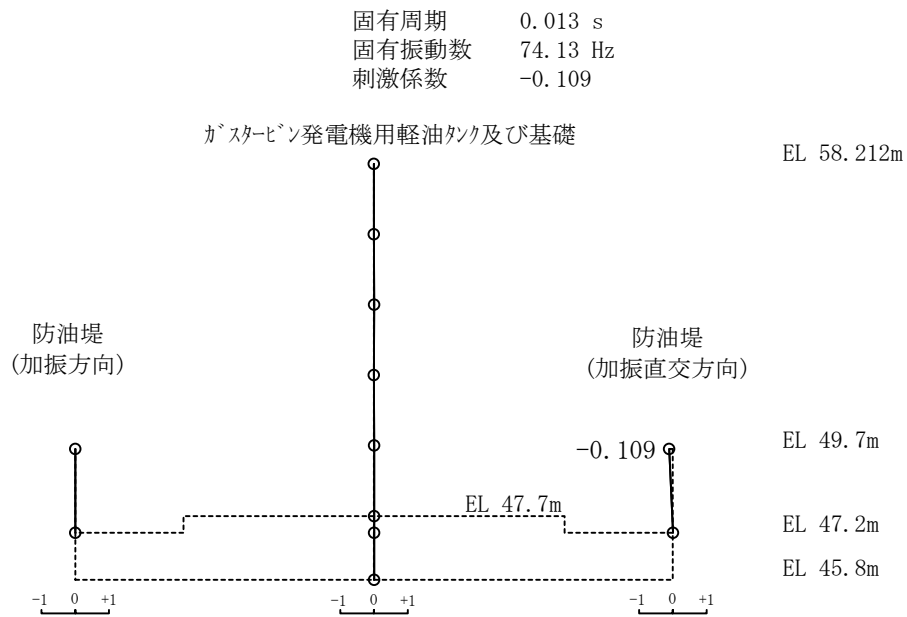 固有周期 0.013 s
固有振動数 74.13 Hz
刺激係数 -0.109
ｶﾞｽﾀｰﾋﾞﾝ発電機用軽油ﾀﾝｸ及び基礎
EL 58.212m
防油堤
(加振方向)
防油堤
(加振直交方向)
-0.109
EL 49.7m
EL 47.7m
EL 47.2m
EL 45.8m
-1 0 +1
-1 0 +1
-1 0 +1